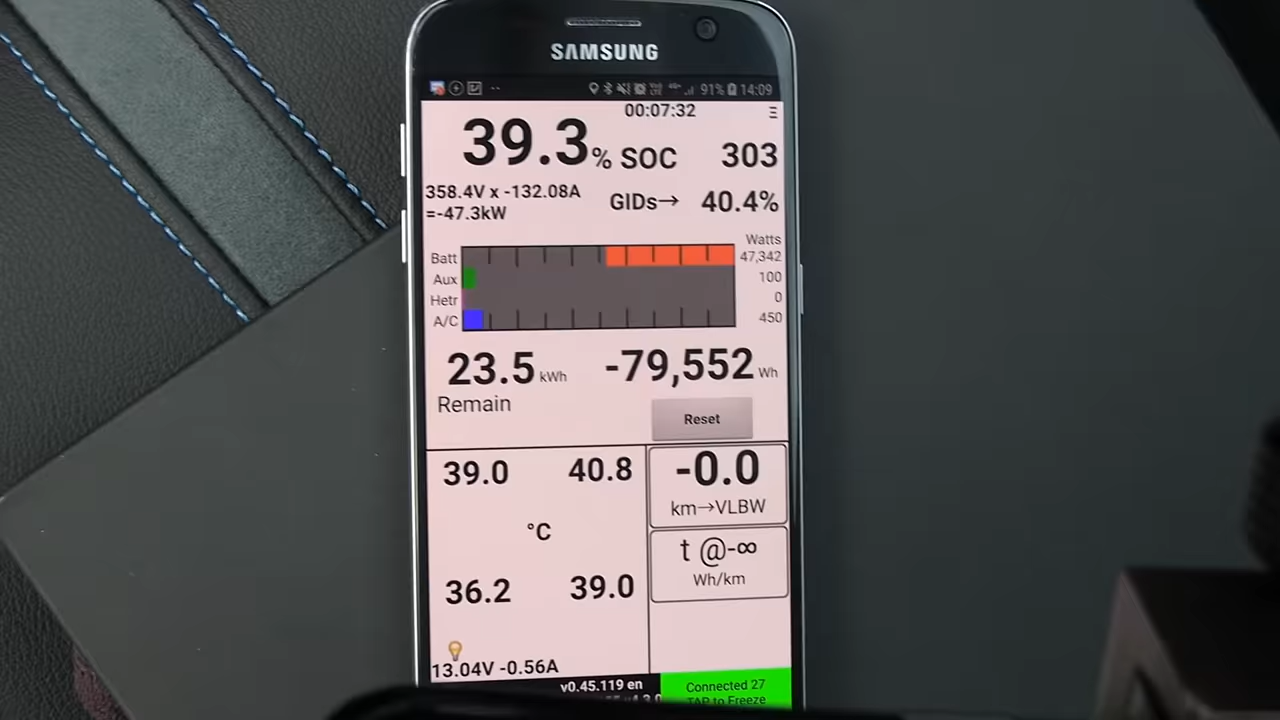 SAMSUNG
91% 14:09
00:07:32
39.3% SOC 303
358.4V x -132.08A
=-47.3kW
GIDs→ 40.4%
Watts
Batt 47,342
Aux 100
Hetr 0
A/C 450
23.5 kWh -79,552 Wh
Remain
Reset
39.0 40.8
-0.0
km→VLBW
°C
t @-∞
Wh/km
36.2 39.0
13.04V -0.56A
v0.45.119 en
Connected 27
TAP to Freeze